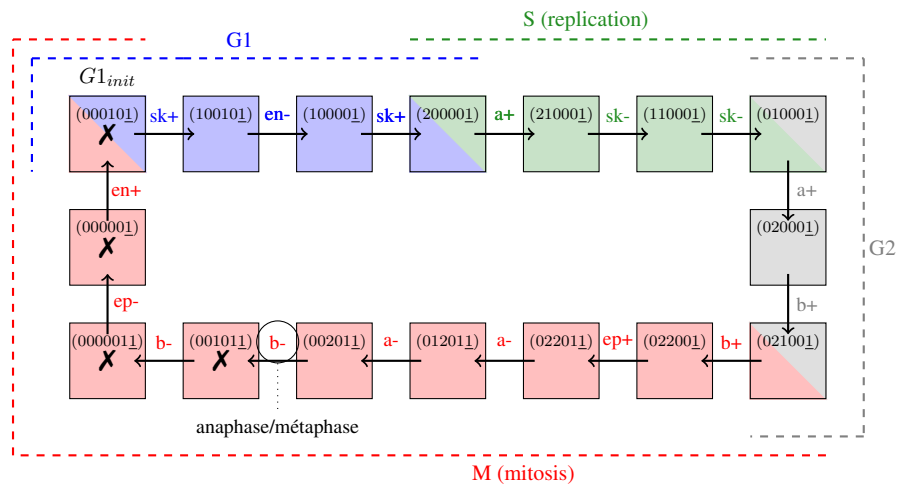 S (replication)
G1
G1init
(000101) sk+ (100101) en- (100001) sk+ (200001) a+ (210001) sk- (110001) sk- (010001)
✗
en+ a+
(000001) (020001)
✗
G2
ep- b+
(0000011) b- (001011) b- (002011) a- (012011) a- (022011) ep+ (022001) b+ (021001)
✗ ✗
anaphase/métaphase
M (mitosis)